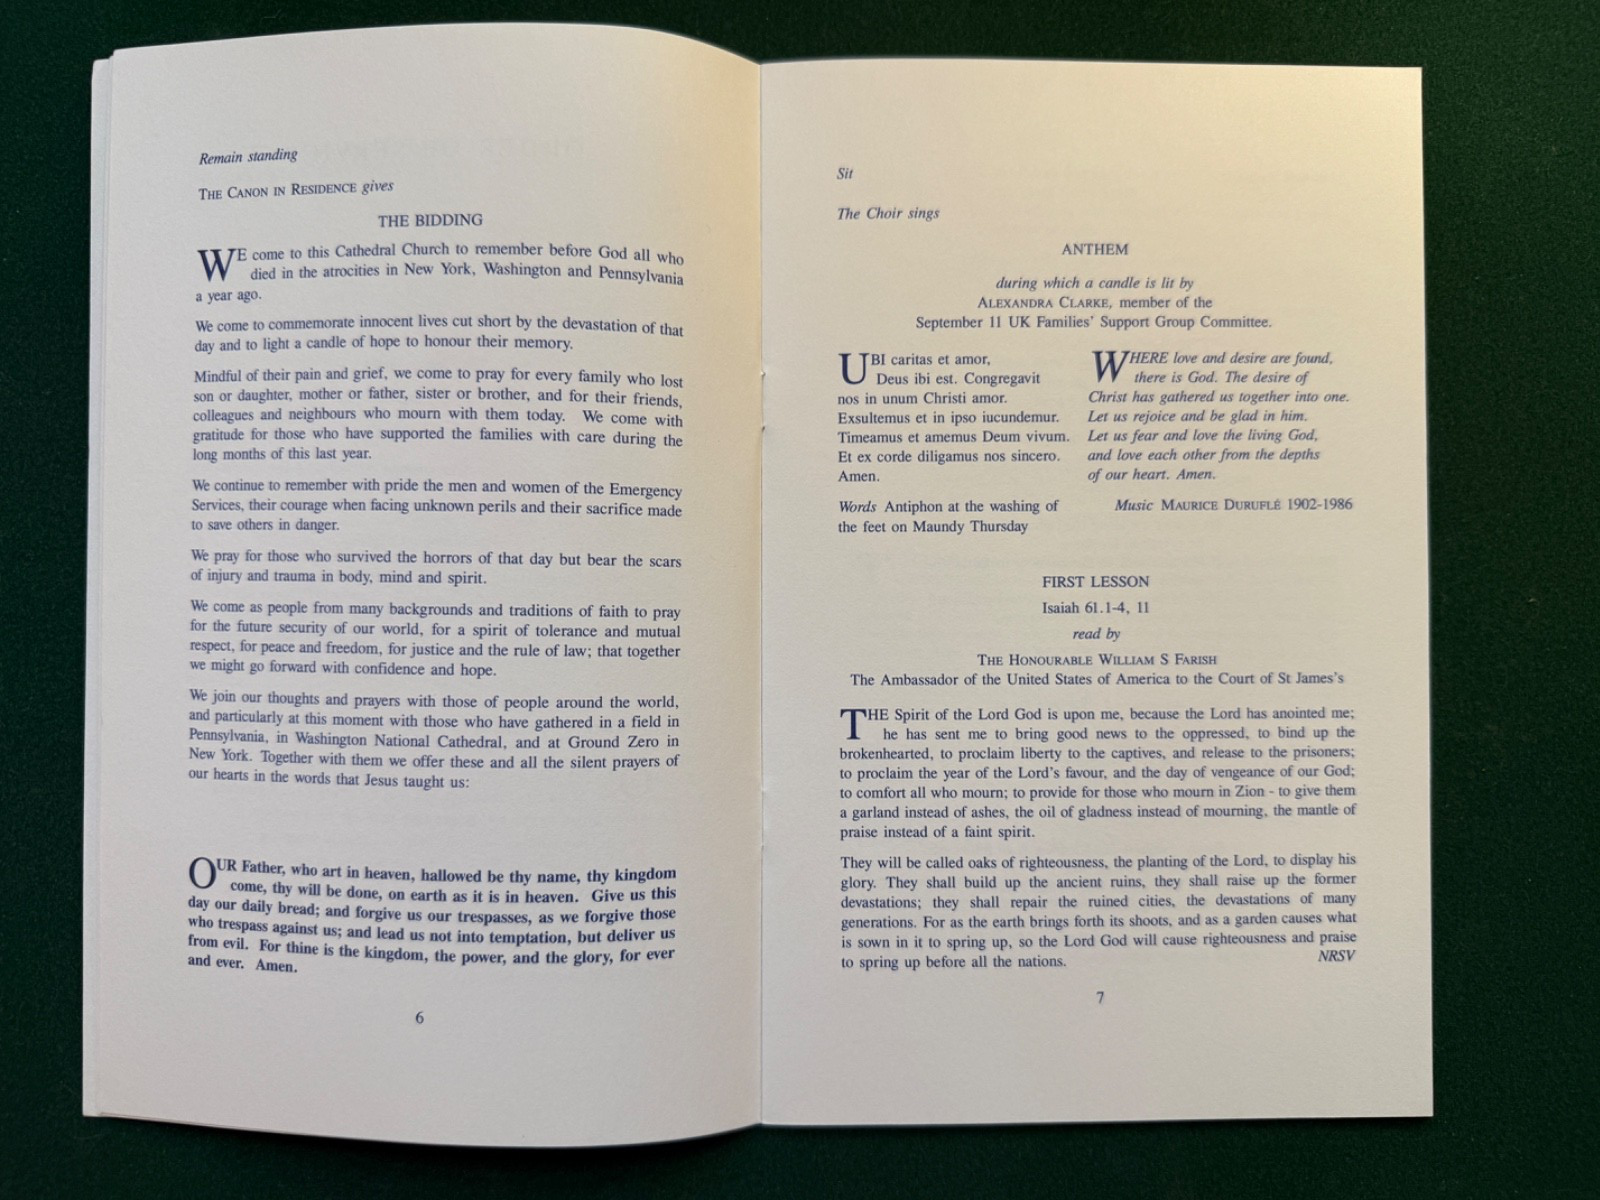 Remain standing
THE CANON IN RESIDENCE gives
THE BIDDING
WE come to this Cathedral Church to remember before God all who
died in the atrocities in New York, Washington and Pennsylvania
a year ago.
We come to commemorate innocent lives cut short by the devastation of that
day and to light a candle of hope to honour their memory.
Mindful of their pain and grief, we come to pray for every family who lost
son or daughter, mother or father, sister or brother, and for their friends,
colleagues and neighbours who mourn with them today. We come with
gratitude for those who have supported the families with care during the
long months of this last year.
We continue to remember with pride the men and women of the Emergency
Services, their courage when facing unknown perils and their sacrifice made
to save others in danger.
We pray for those who survived the horrors of that day but bear the scars
of injury and trauma in body, mind and spirit.
We come as people from many backgrounds and traditions of faith to pray
for the future security of our world, for a spirit of tolerance and mutual
respect, for peace and freedom, for justice and the rule of law; that together
we might go forward with confidence and hope.
We join our thoughts and prayers with those of people around the world,
and particularly at this moment with those who have gathered in a field in
Pennsylvania, in Washington National Cathedral, and at Ground Zero in
New York. Together with them we offer these and all the silent prayers of
our hearts in the words that Jesus taught us:
OUR Father, who art in heaven, hallowed be thy name, thy kingdom
come, thy will be done, on earth as it is in heaven. Give us this
day our daily bread; and forgive us our trespasses, as we forgive those
who trespass against us; and lead us not into temptation, but deliver us
from evil. For thine is the kingdom, the power, and the glory, for ever
and ever. Amen.
6
Sit
The Choir sings
ANTHEM
during which a candle is lit by
ALEXANDRA CLARKE, member of the
September 11 UK Families' Support Group Committee.
UBI caritas et amor,
Deus ibi est. Congregavit
nos in unum Christi amor.
Exsultemus et in ipso iucundemur.
Timeamus et amemus Deum vivum.
Et ex corde diligamus nos sincero.
Amen.
Words Antiphon at the washing of
the feet on Maundy Thursday
WHERE love and desire are found,
there is God. The desire of
Christ has gathered us together into one.
Let us rejoice and be glad in him.
Let us fear and love the living God,
and love each other from the depths
of our heart. Amen.
Music MAURICE DURUFLÉ 1902-1986
FIRST LESSON
Isaiah 61.1-4, 11
read by
THE HONOURABLE WILLIAM S FARISH
The Ambassador of the United States of America to the Court of St James's
THE Spirit of the Lord God is upon me, because the Lord has anointed me;
he has sent me to bring good news to the oppressed, to bind up the
brokenhearted, to proclaim liberty to the captives, and release to the prisoners;
to proclaim the year of the Lord's favour, and the day of vengeance of our God;
to comfort all who mourn; to provide for those who mourn in Zion - to give them
a garland instead of ashes, the oil of gladness instead of mourning, the mantle of
praise instead of a faint spirit.
They will be called oaks of righteousness, the planting of the Lord, to display his
glory. They shall build up the ancient ruins, they shall raise up the former
devastations; they shall repair the ruined cities, the devastations of many
generations. For as the earth brings forth its shoots, and as a garden causes what
is sown in it to spring up, so the Lord God will cause righteousness and praise
to spring up before all the nations. NRSV
7